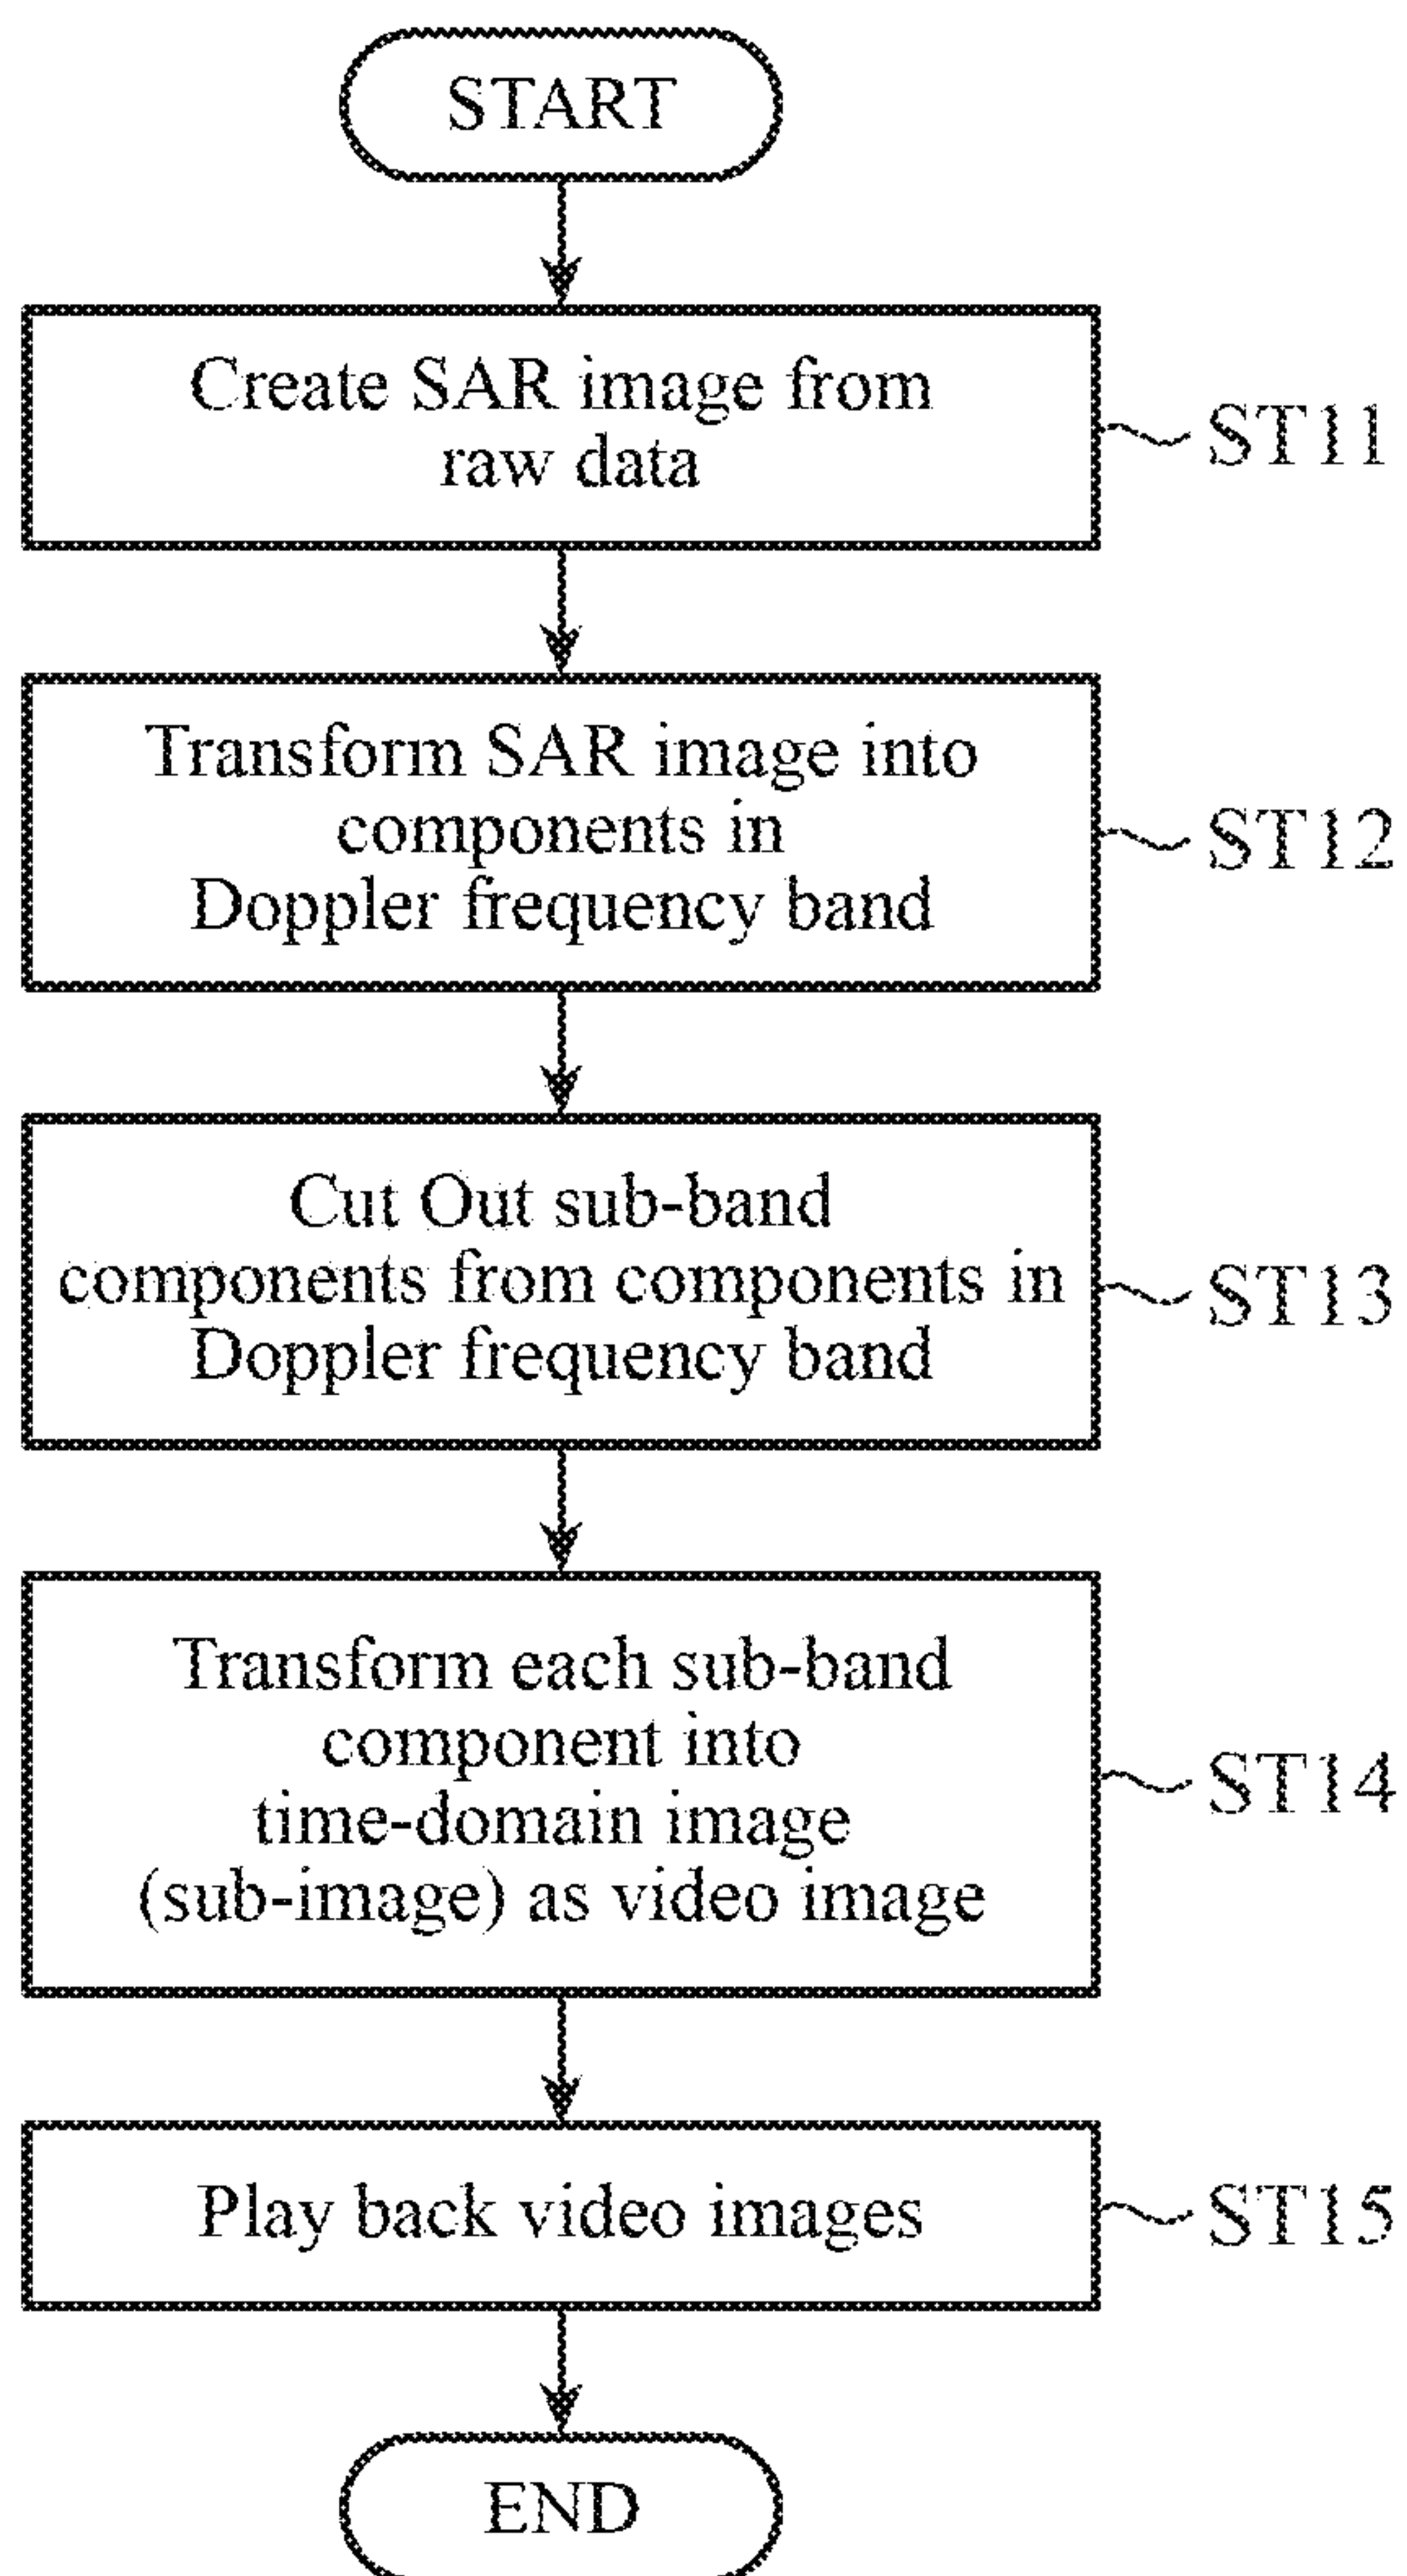 START
Create SAR image from
raw data
ST11
Transform SAR image into
components in
Doppler frequency band
ST12
Cut Out sub-band
components from components in
Doppler frequency band
ST13
Transform each sub-band
component into
time-domain image
(sub-image) as video image
ST14
Play back video images
ST15
END